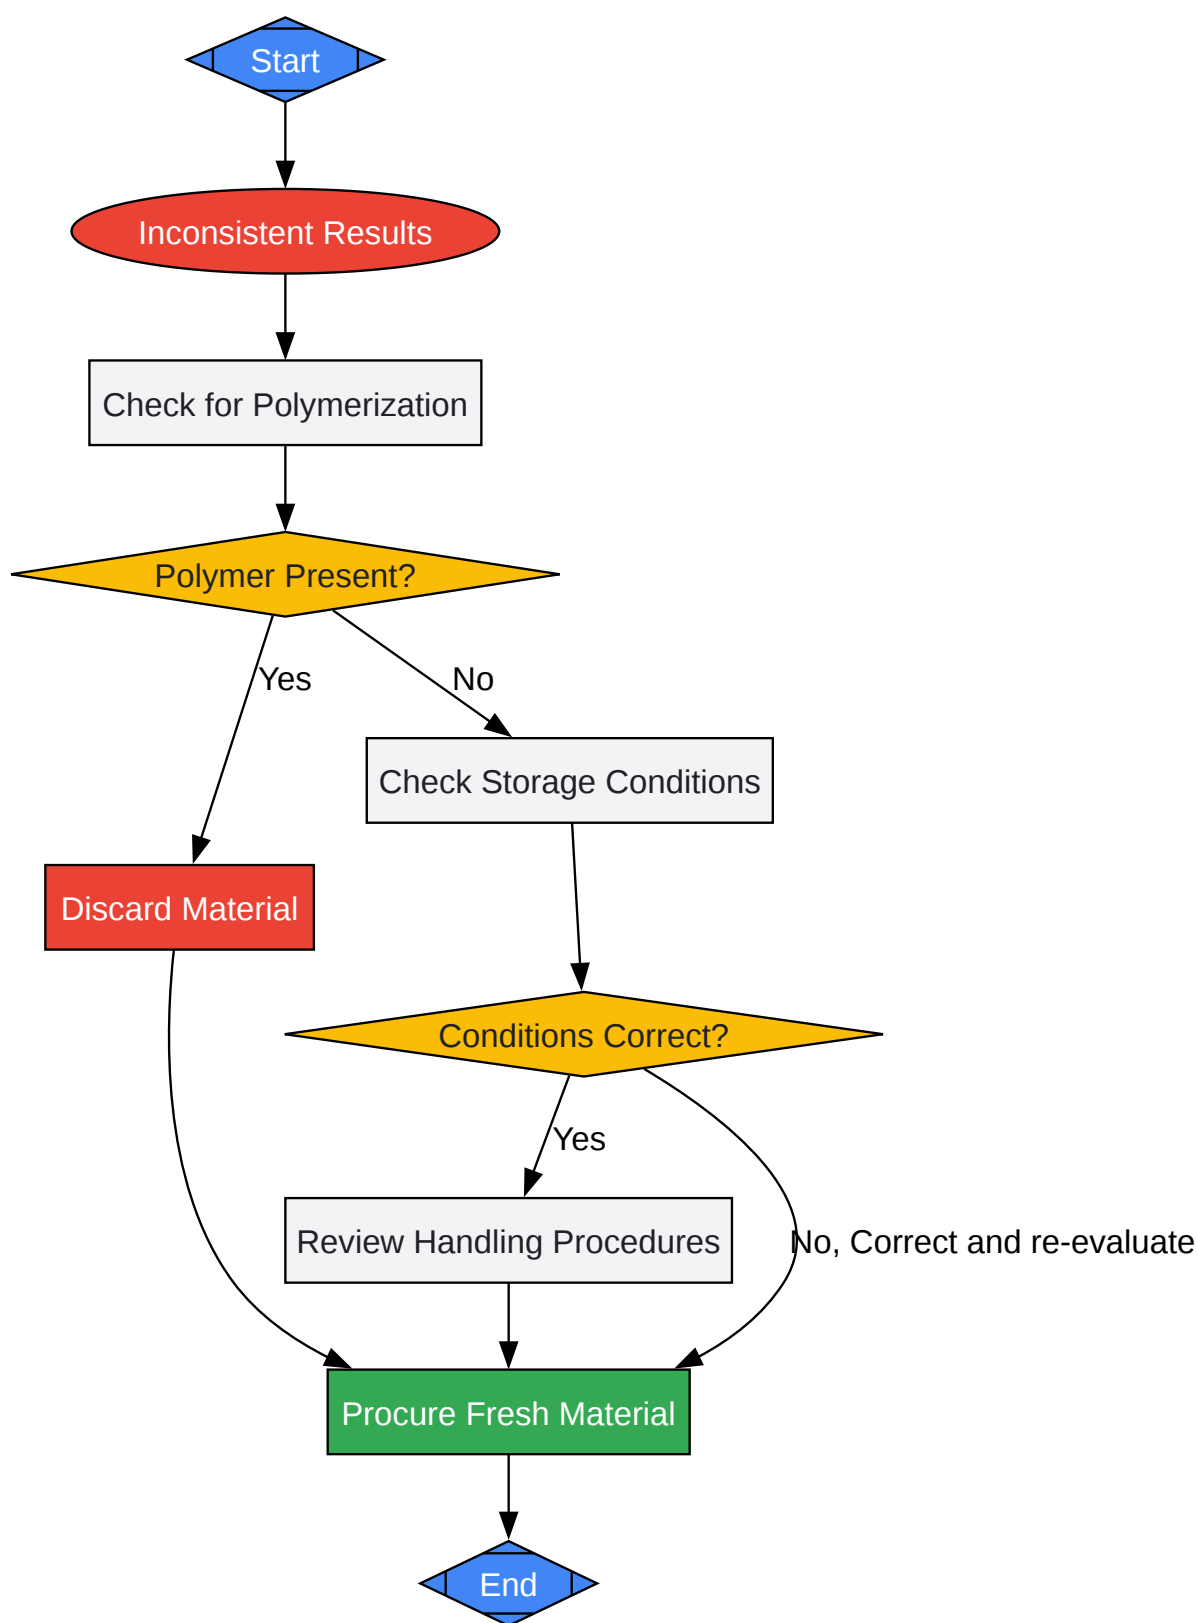 Start
Inconsistent Results
Check for Polymerization
Polymer Present?
Yes
No
Check Storage Conditions
Discard Material
Conditions Correct?
Yes
Review Handling Procedures
No, Correct and re-evaluate
Procure Fresh Material
End